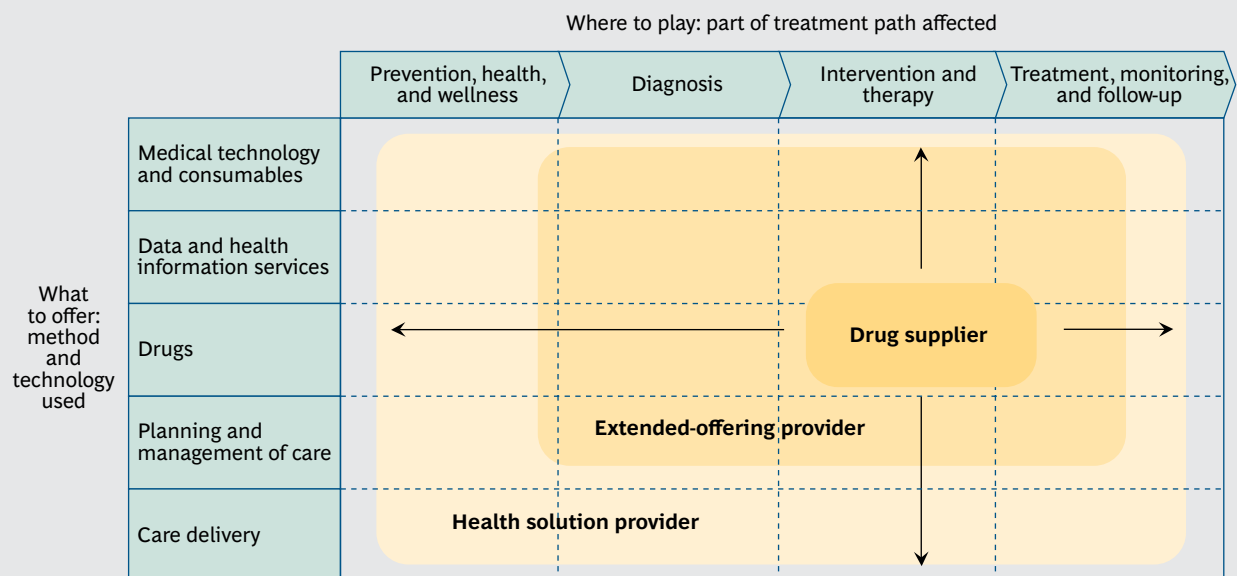 Where to play: part of treatment path affected
Prevention, health,
and wellness
Diagnosis
Intervention and
therapy
Treatment, monitoring,
and follow-up
What
to offer:
method
and
technology
used
Medical technology
and consumables
Data and health
information services
Drugs
Drug supplier
Planning and
management of care
Extended-offering provider
Care delivery
Health solution provider